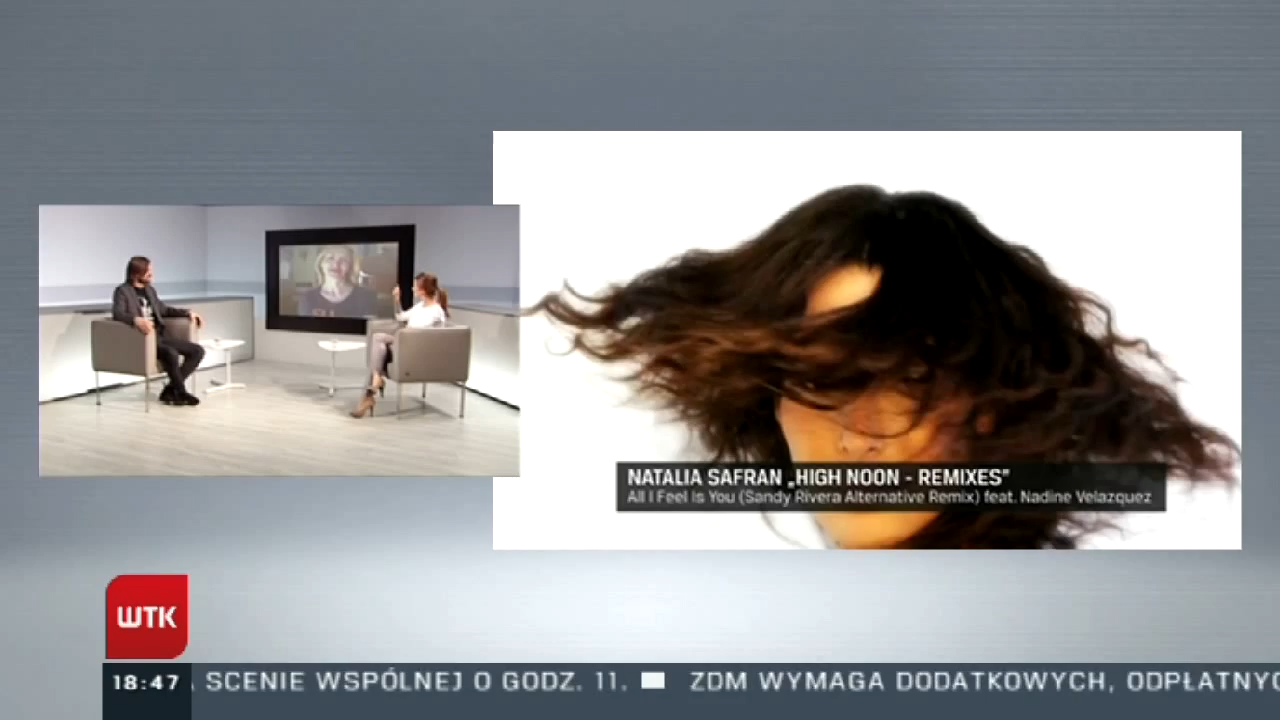 NATALIA SAFRAN „HIGH NOON - REMIXES”
All I Feel Is You (Sandy Rivera Alternative Remix) feat. Nadine Velazquez
WTK
18:47 SCENIE WSPÓLNEJ O GODZ. 11. ZDM WYMAGA DODATKOWYCH,